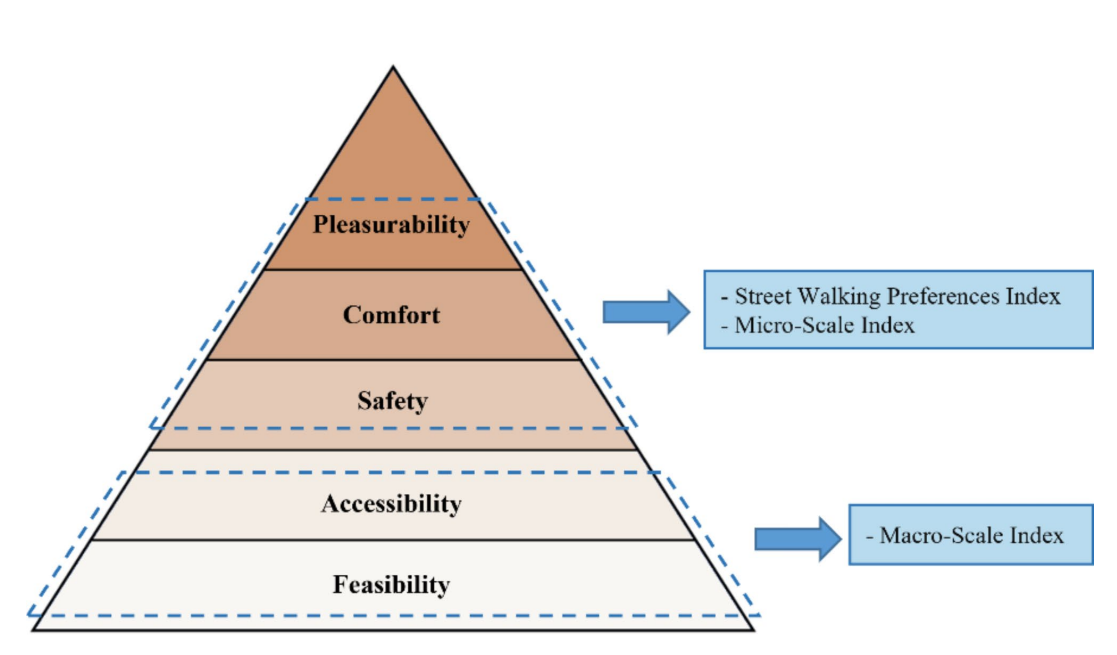 Pleasurability
Comfort
- Street Walking Preferences Index
- Micro-Scale Index
Safety
Accessibility
- Macro-Scale Index
Feasibility